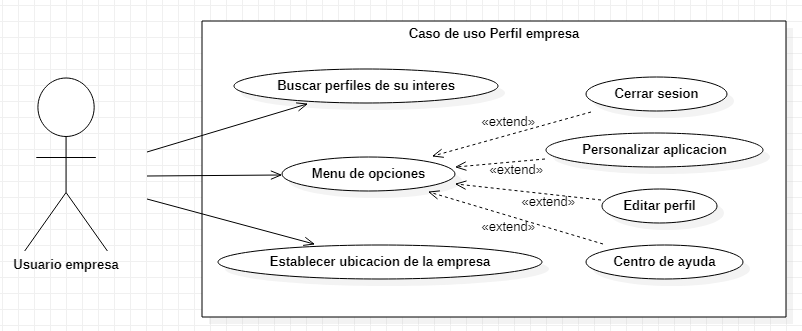 Caso de uso Perfil empresa
Buscar perfiles de su interes
Cerrar sesion
«extend»
Personalizar aplicacion
«extend»
Menu de opciones
Editar perfil
«extend»
«extend»
Usuario empresa
Establecer ubicacion de la empresa
Centro de ayuda